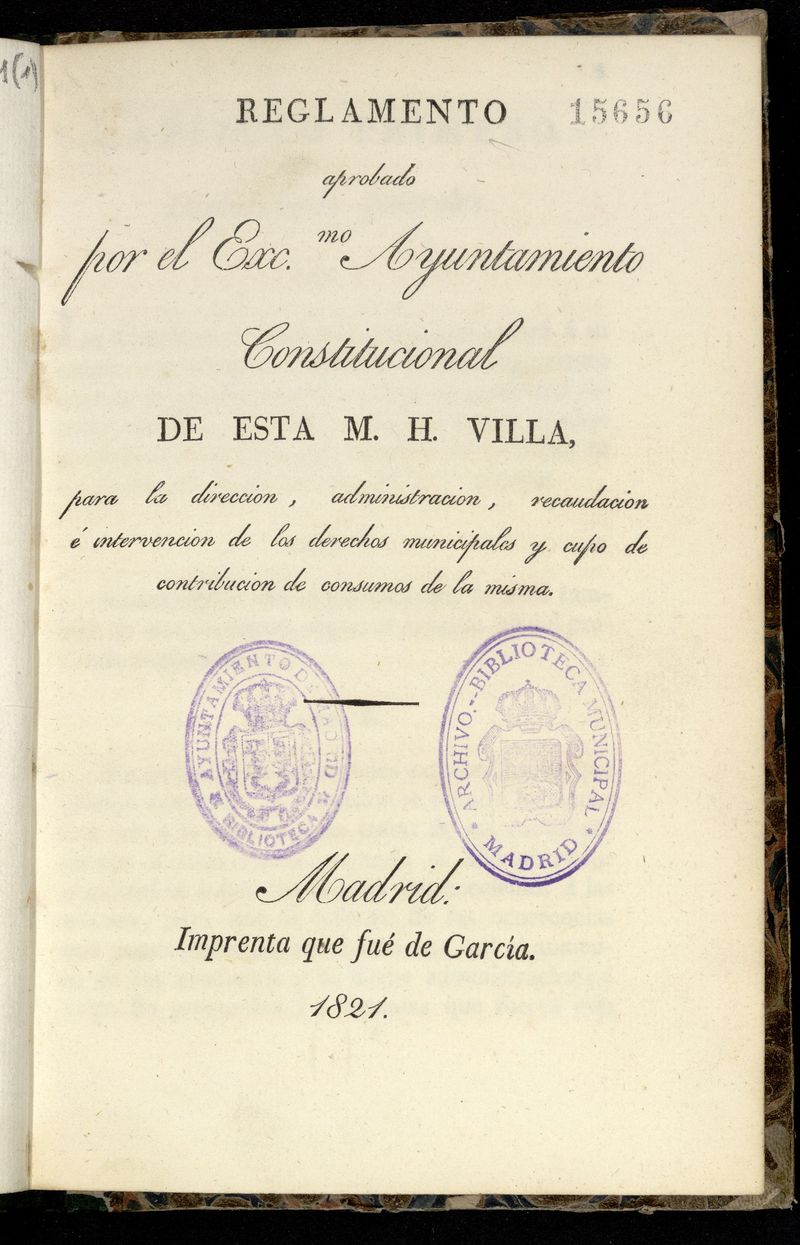 REGLAMENTO 15656
aprobado
por el Exc.mo Ayuntamiento
Constitucional
DE ESTA M. H. VILLA,
para la direccion, administracion, recaudacion
é intervencion de los derechos municipales y cupo de
contribucion de consumos de la misma.
AYUNTAMIENTO DE MADRID
BIBLIOTECA
ARCHIVO.--BIBLIOTECA MUNICIPAL
MADRID
Madrid:
Imprenta que fué de García.
1821.